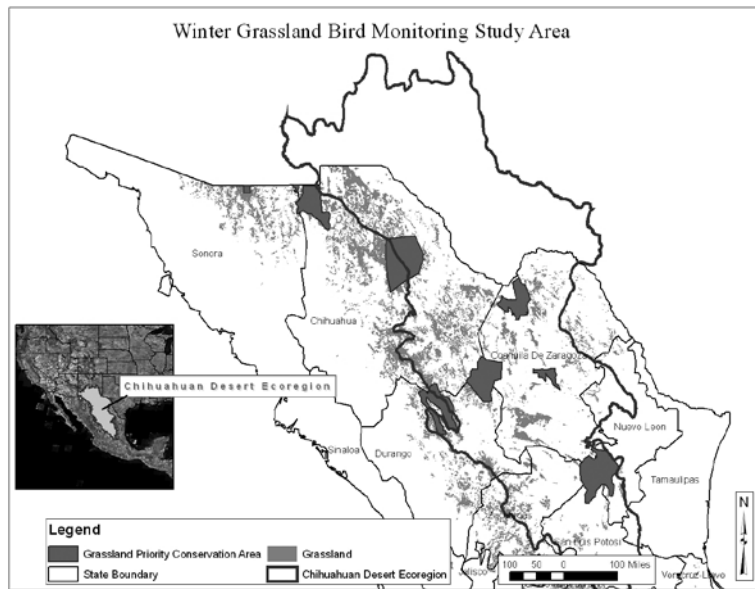 Winter Grassland Bird Monitoring Study Area
Sonora
Chihuahua
Coahuila De Zaragoza
Chihuahuan Desert Ecoregion
Nuevo Leon
Sinaloa
Durango
Tamaulipas
San Luis Potosi
Legend
Grassland Priority Conservation Area
Grassland
State Boundary
Chihuahuan Desert Ecoregion
100 50 0 100 Miles
N